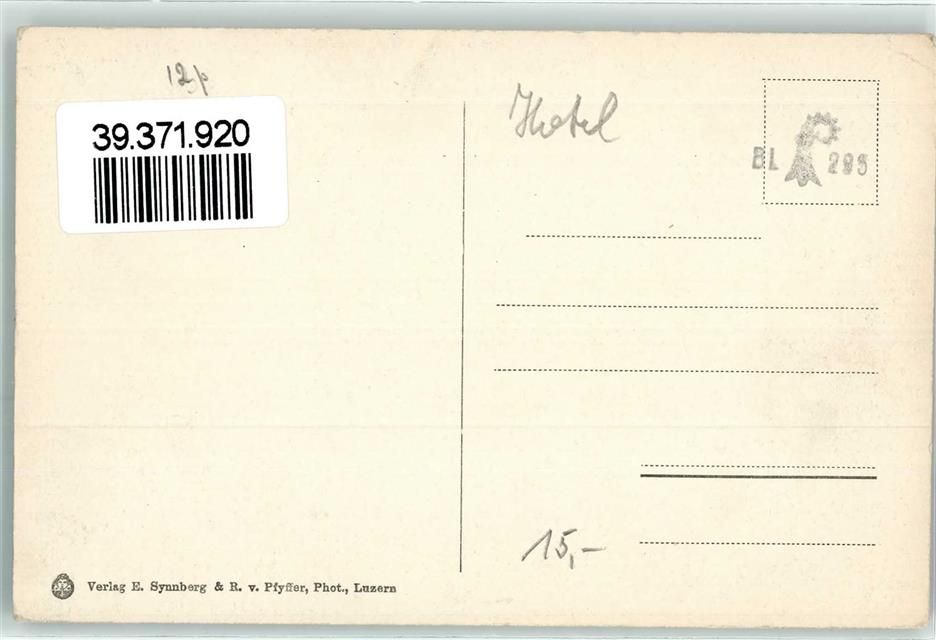 12p
39.371.920
Hotel
BL 295
15,-
Verlag E. Synnberg & R. v. Pfyffer, Phot., Luzern